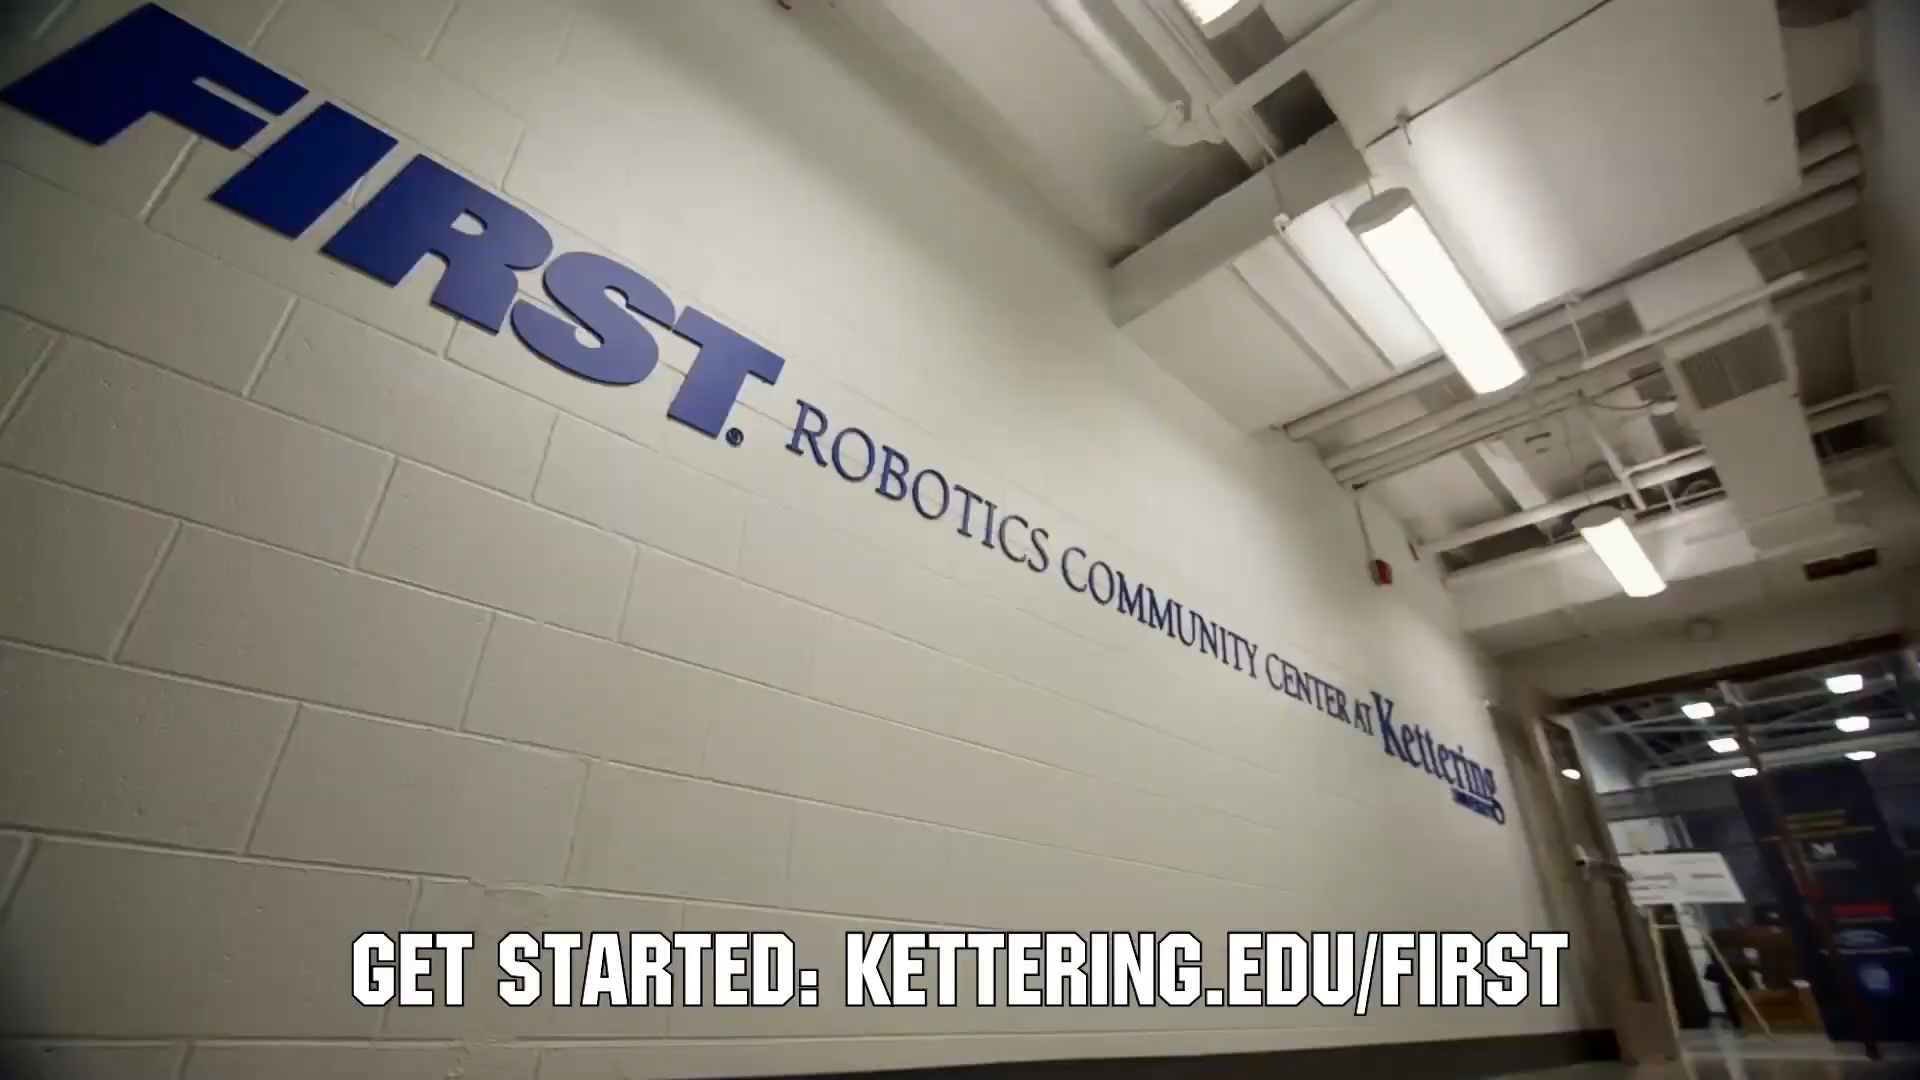 FIRST® ROBOTICS COMMUNITY CENTER AT Kettering
GET STARTED: KETTERING.EDU/FIRST